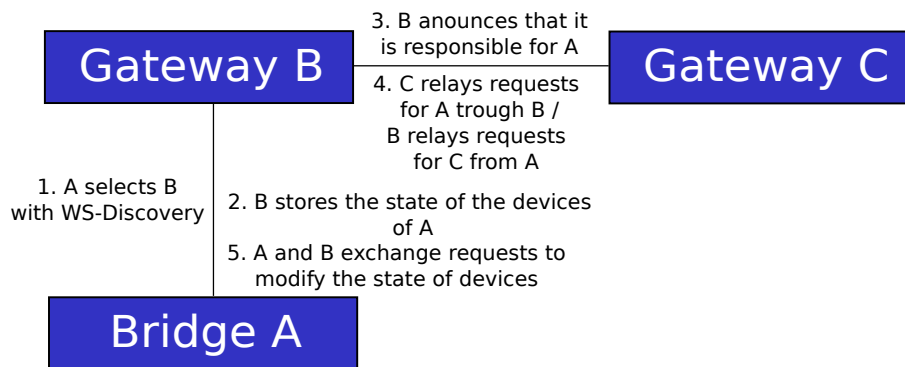 3. B anounces that it
is responsible for A
Gateway B
Gateway C
4. C relays requests
for A trough B /
B relays requests
for C from A
1. A selects B
with WS-Discovery
2. B stores the state of the devices
of A
5. A and B exchange requests to
modify the state of devices
Bridge A